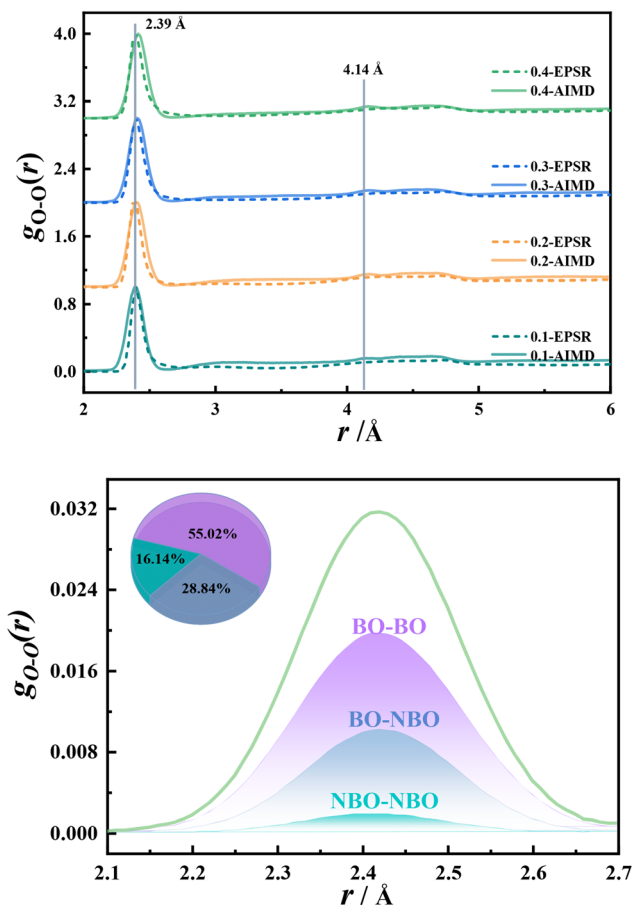 2.39 Å
4.14 Å
4.0
3.2
2.4
1.6
0.8
0.0
g_O-O(r)
0.4-EPSR
0.4-AIMD
0.3-EPSR
0.3-AIMD
0.2-EPSR
0.2-AIMD
0.1-EPSR
0.1-AIMD
2 3 4 5 6
r /Å
0.032
0.024
0.016
0.008
0.000
g_O-O(r)
55.02%
16.14%
28.84%
BO-BO
BO-NBO
NBO-NBO
2.1 2.2 2.3 2.4 2.5 2.6 2.7
r / Å